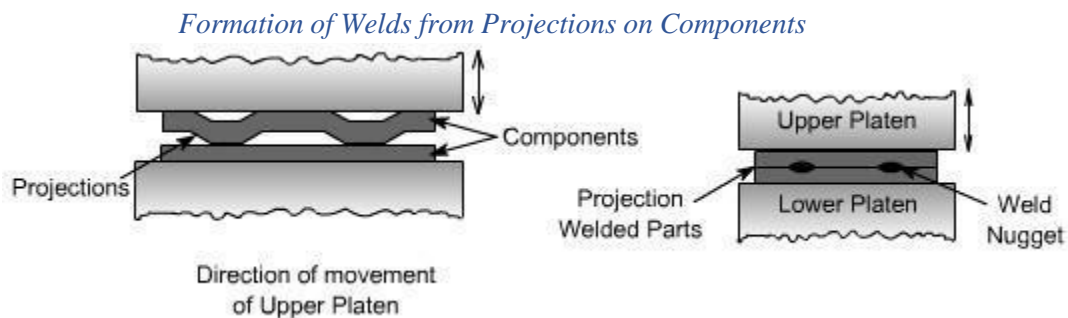 Formation of Welds from Projections on Components
Components
Projections
Direction of movement
of Upper Platen
Upper Platen
Projection
Welded Parts
Lower Platen
Weld
Nugget